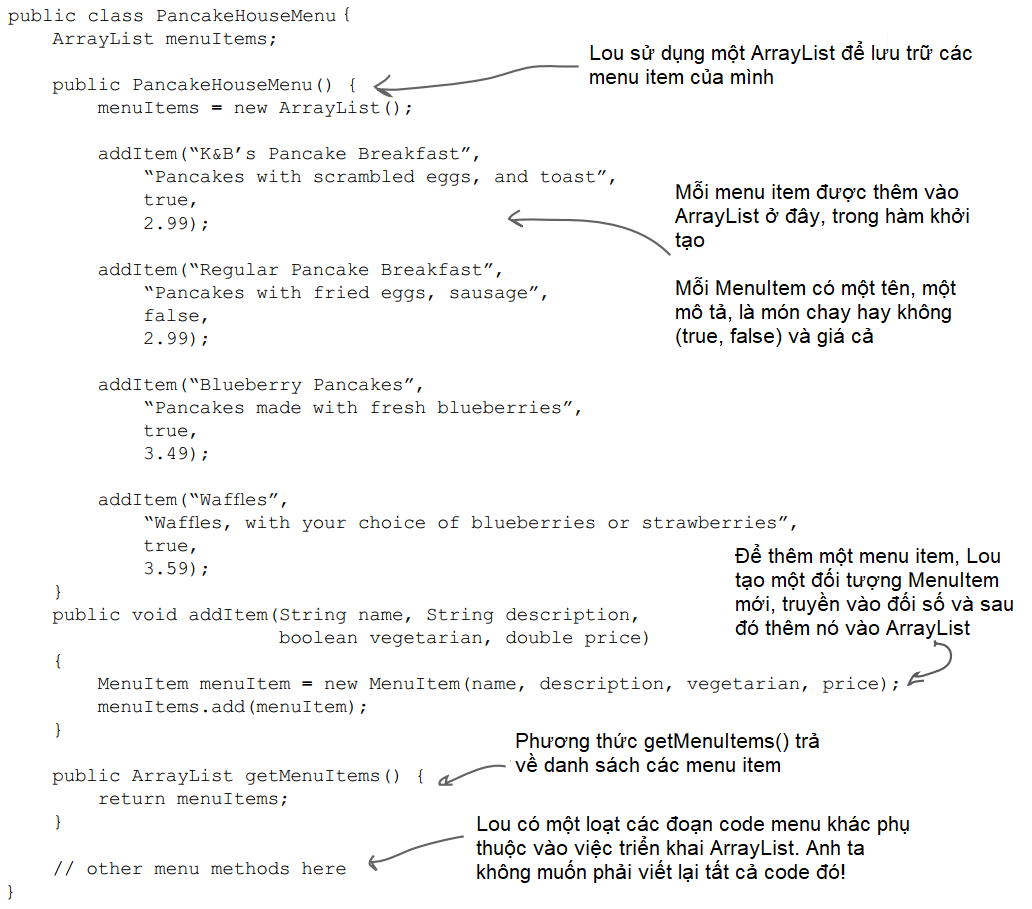 public class PancakeHouseMenu {
ArrayList menuItems;
Lou sử dụng một ArrayList để lưu trữ các
menu item của mình
public PancakeHouseMenu() {
menuItems = new ArrayList();
addItem(“K&B’s Pancake Breakfast”,
“Pancakes with scrambled eggs, and toast”,
true,
2.99);
Mỗi menu item được thêm vào
ArrayList ở đây, trong hàm khởi
tạo
addItem(“Regular Pancake Breakfast”,
“Pancakes with fried eggs, sausage”,
false,
2.99);
Mỗi MenuItem có một tên, một
mô tả, là món chay hay không
(true, false) và giá cả
addItem(“Blueberry Pancakes”,
“Pancakes made with fresh blueberries”,
true,
3.49);
addItem(“Waffles”,
“Waffles, with your choice of blueberries or strawberries”,
true,
3.59);
}
Để thêm một menu item, Lou
tạo một đối tượng MenuItem
mới, truyền vào đối số và sau
đó thêm nó vào ArrayList
public void addItem(String name, String description,
boolean vegetarian, double price)
{
MenuItem menuItem = new MenuItem(name, description, vegetarian, price);
menuItems.add(menuItem);
}
Phương thức getMenuItems() trả
về danh sách các menu item
public ArrayList getMenuItems() {
return menuItems;
}
Lou có một loạt các đoạn code menu khác phụ
thuộc vào việc triển khai ArrayList. Anh ta
không muốn phải viết lại tất cả code đó!
// other menu methods here
}